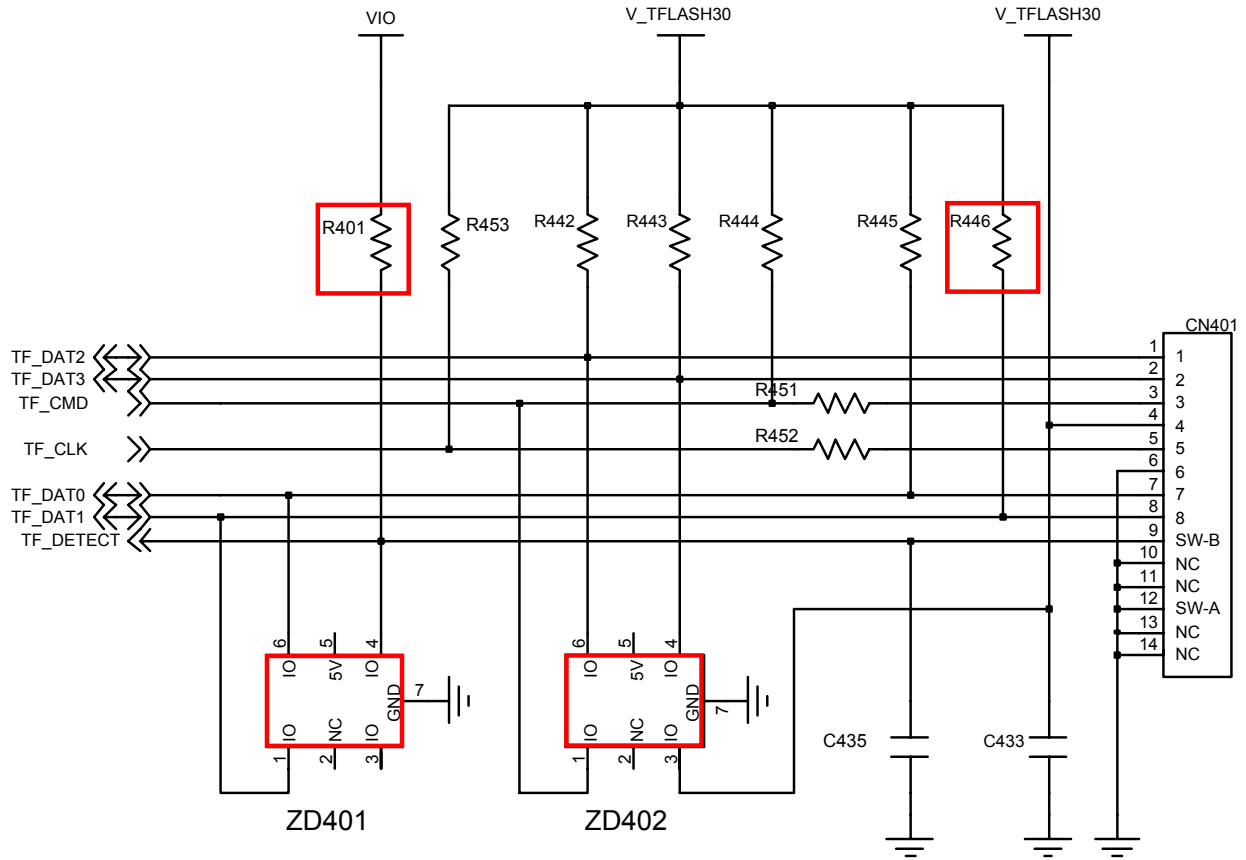 VIO
V_TFLASH30
V_TFLASH30
R401
R453
R442
R443
R444
R445
R446
CN401
TF_DAT2
1
1
TF_DAT3
2
2
TF_CMD
R451
3
3
4
4
TF_CLK
R452
5
5
6
6
TF_DAT0
7
7
TF_DAT1
8
8
TF_DETECT
9
SW-B
10
NC
11
NC
12
SW-A
13
NC
14
NC
6
5
4
IO
5V
IO
GND
7
IO
NC
IO
1
2
3
6
5
4
IO
5V
IO
GND
7
IO
NC
IO
1
2
3
C435
C433
ZD401
ZD402